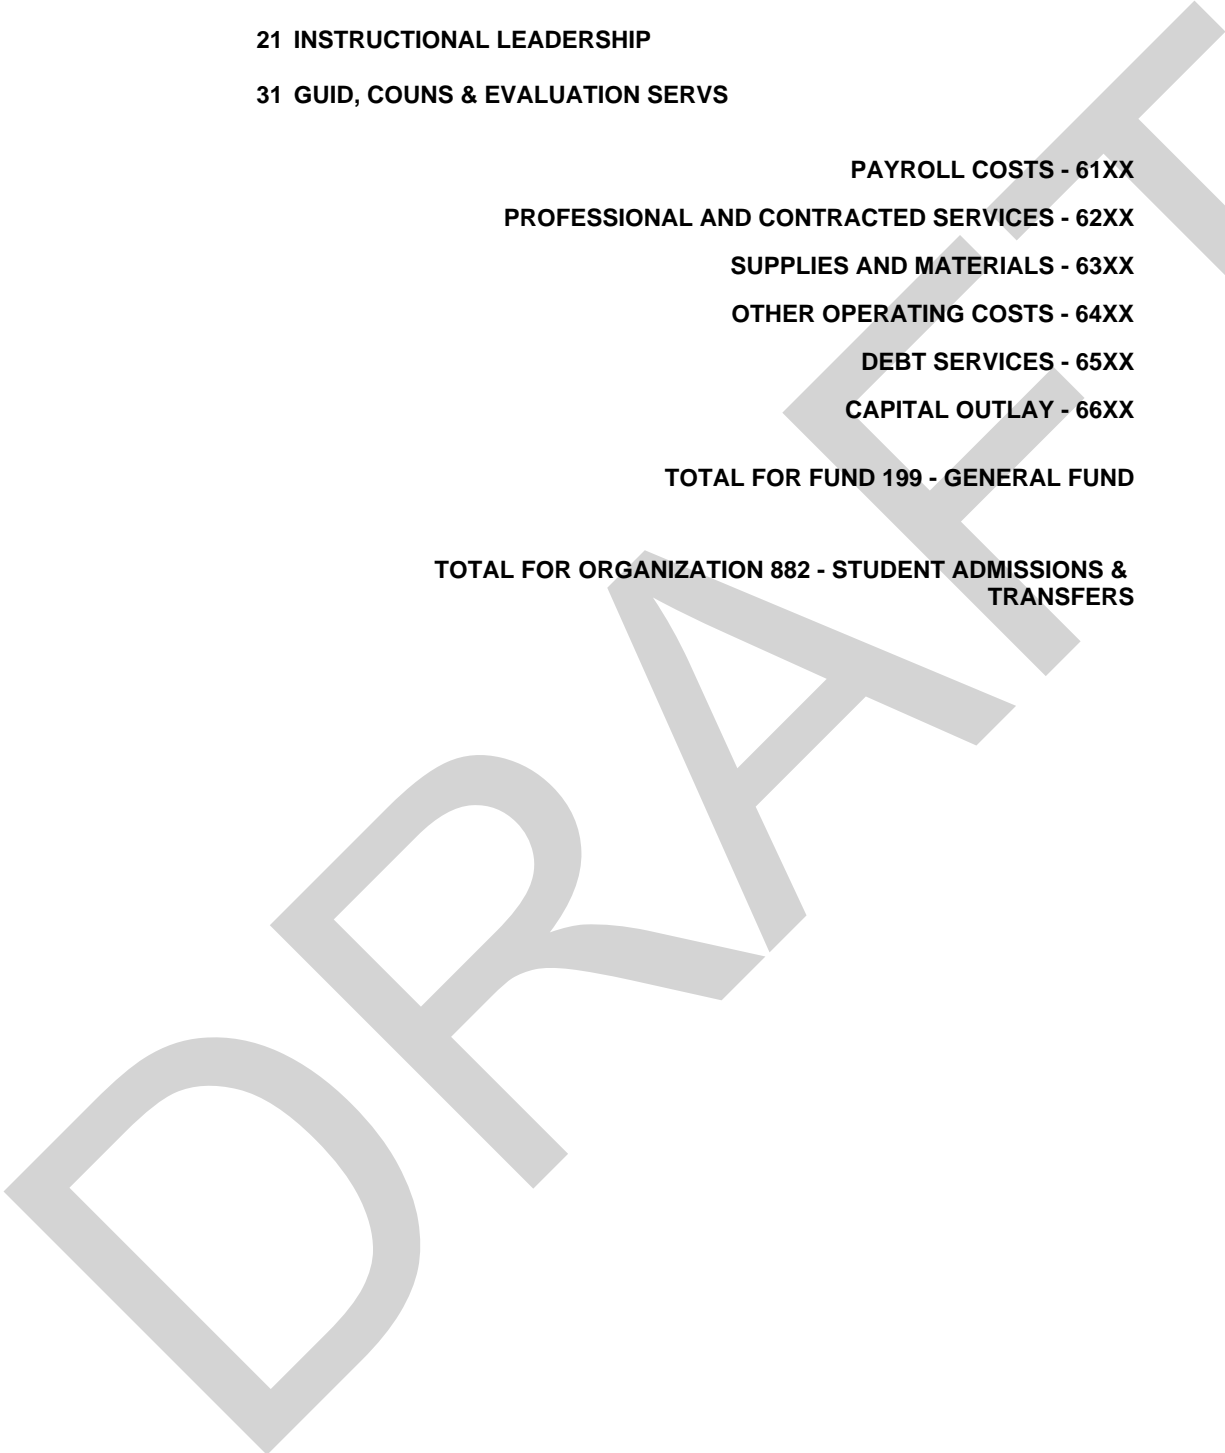 21 INSTRUCTIONAL LEADERSHIP
31 GUID, COUNS & EVALUATION SERVS
PAYROLL COSTS - 61XX
PROFESSIONAL AND CONTRACTED SERVICES - 62XX
SUPPLIES AND MATERIALS - 63XX
OTHER OPERATING COSTS - 64XX
DEBT SERVICES - 65XX
CAPITAL OUTLAY - 66XX
TOTAL FOR FUND 199 - GENERAL FUND
TOTAL FOR ORGANIZATION 882 - STUDENT ADMISSIONS &
TRANSFERS
DRAFT